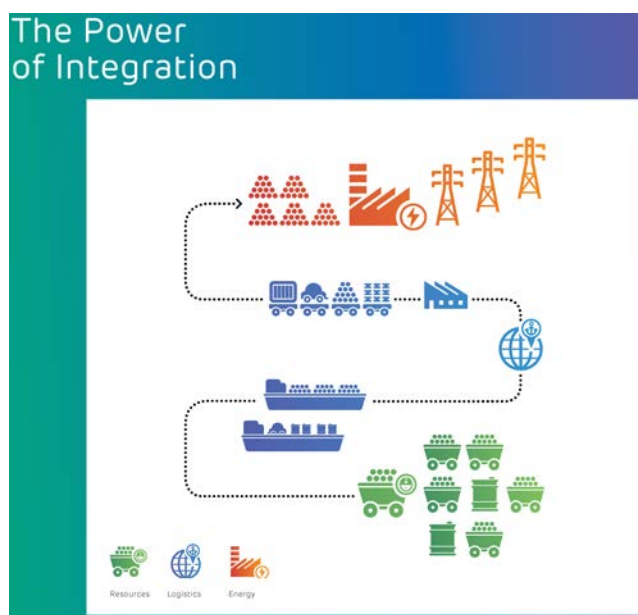 The Power
of Integration
Resources
Logistics
Energy